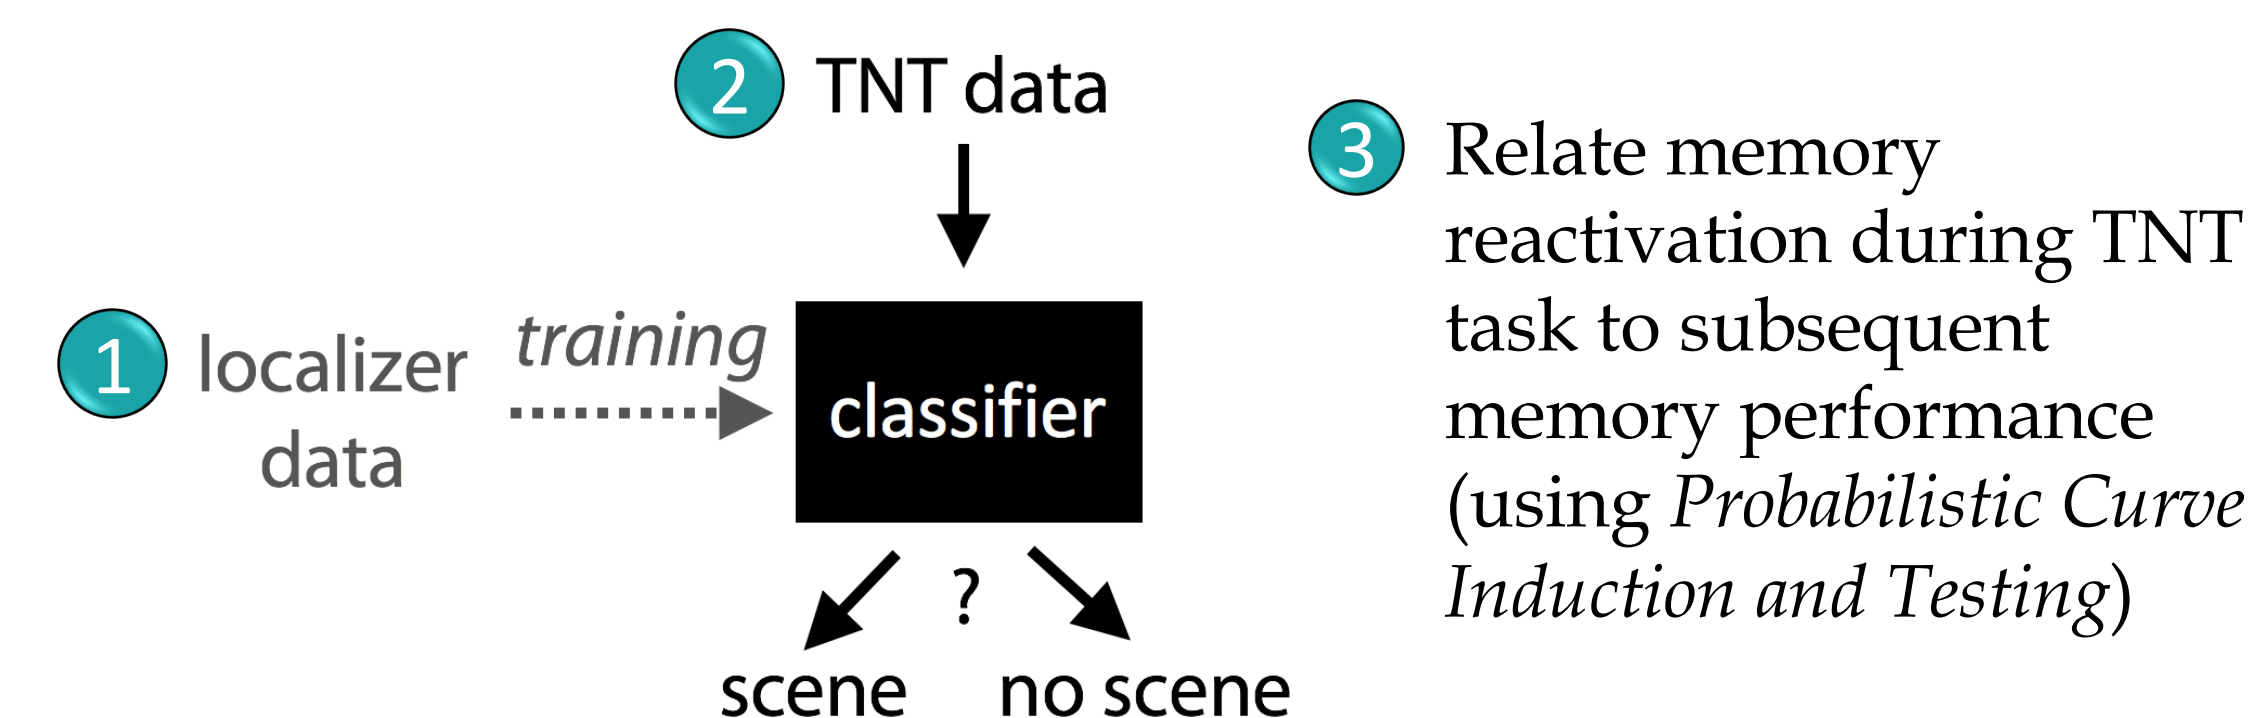 1
localizer
data
training
2
TNT data
classifier
?
scene
no scene
3
Relate memory
reactivation during TNT
task to subsequent
memory performance
(using Probabilistic Curve
Induction and Testing)